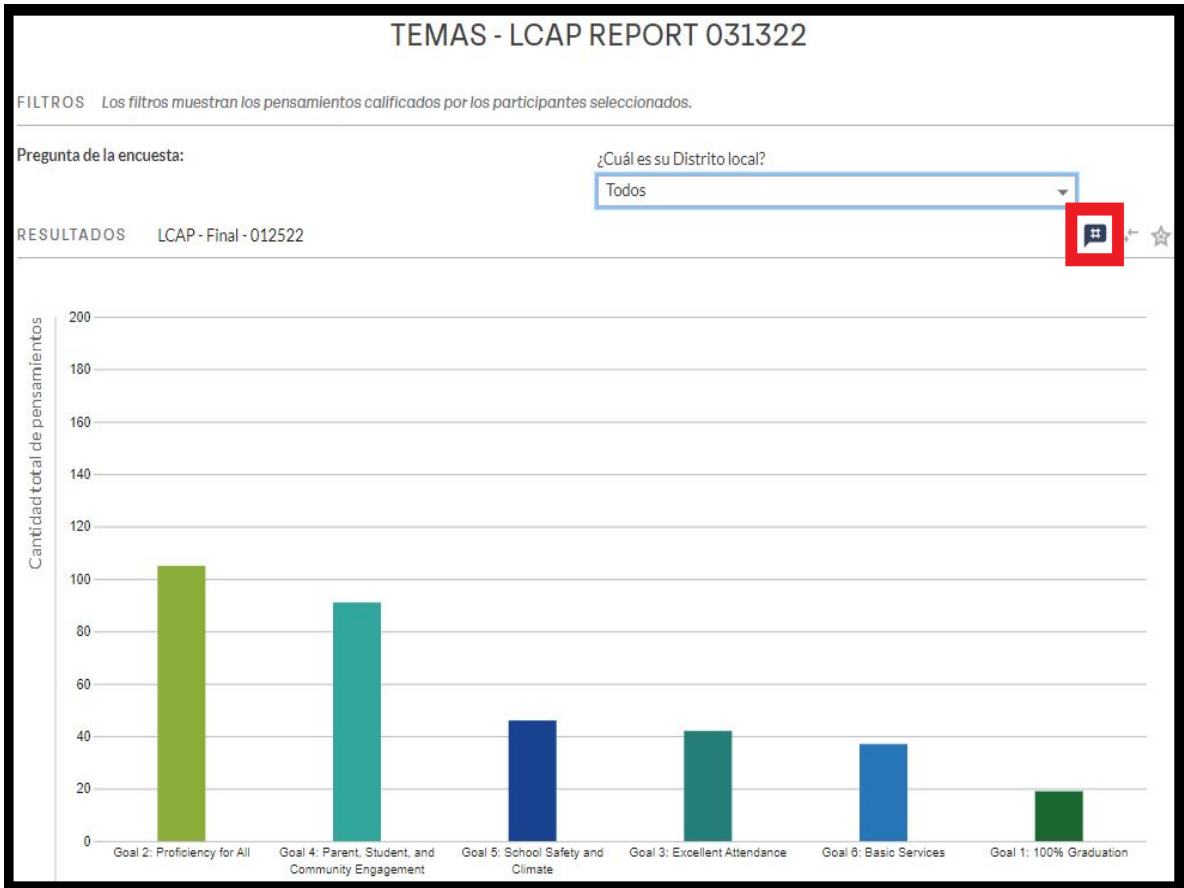 TEMAS - LCAP REPORT 031322
FILTROS Los filtros muestran los pensamientos calificados por los participantes seleccionados.
Pregunta de la encuesta:
¿Cuál es su Distrito local?
Todos
RESULTADOS LCAP - Final - 012522
#
Cantidad total de pensamientos
200
180
160
140
120
100
80
60
40
20
0
Goal 2: Proficiency for All
Goal 4: Parent, Student, and
Community Engagement
Goal 5: School Safety and
Climate
Goal 3: Excellent Attendance
Goal 6: Basic Services
Goal 1: 100% Graduation